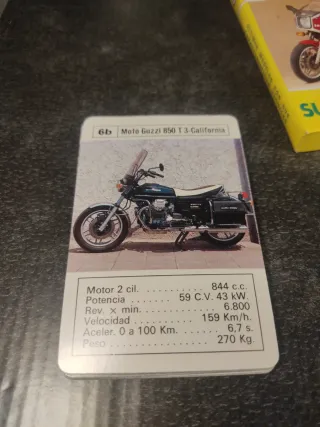 6b Moto Guzzi 850 T 3-California
Motor 2 cil. ........... 844 c.c.
Potencia ....... 59 C.V. 43 kW.
Rev. x min. ............. 6.800
Velocidad ........... 159 Km/h.
Aceler. 0 a 100 Km. ..... 6,7 s.
Peso ................ 270 Kg.
SU